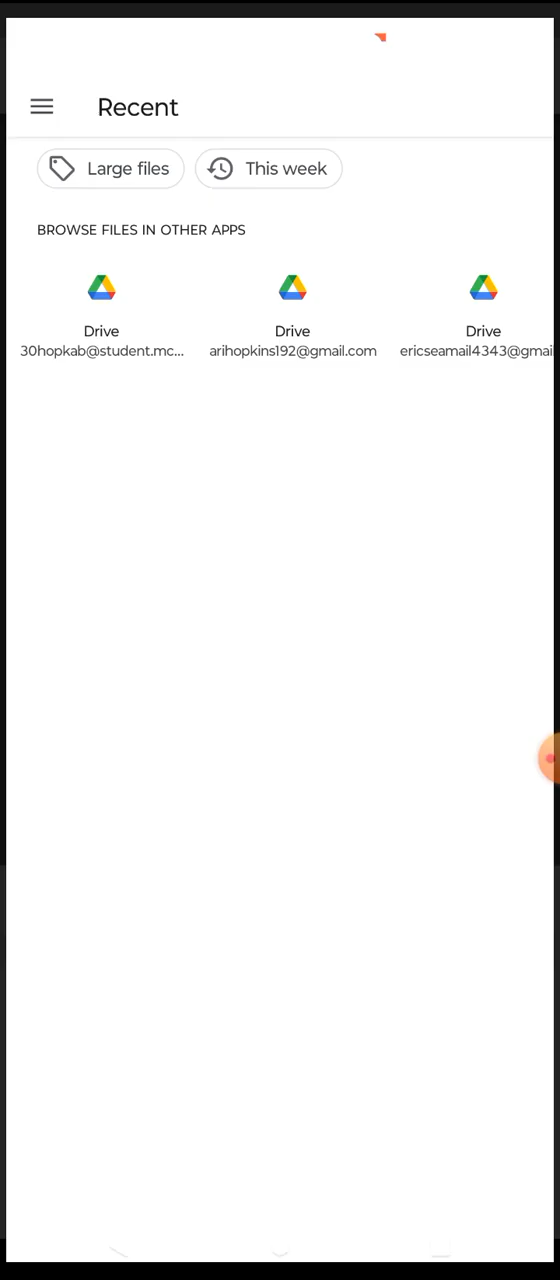 Recent
Large files
This week
BROWSE FILES IN OTHER APPS
Drive
30hopkab@student.mc...
Drive
arihopkins192@gmail.com
Drive
ericseamail4343@gmai